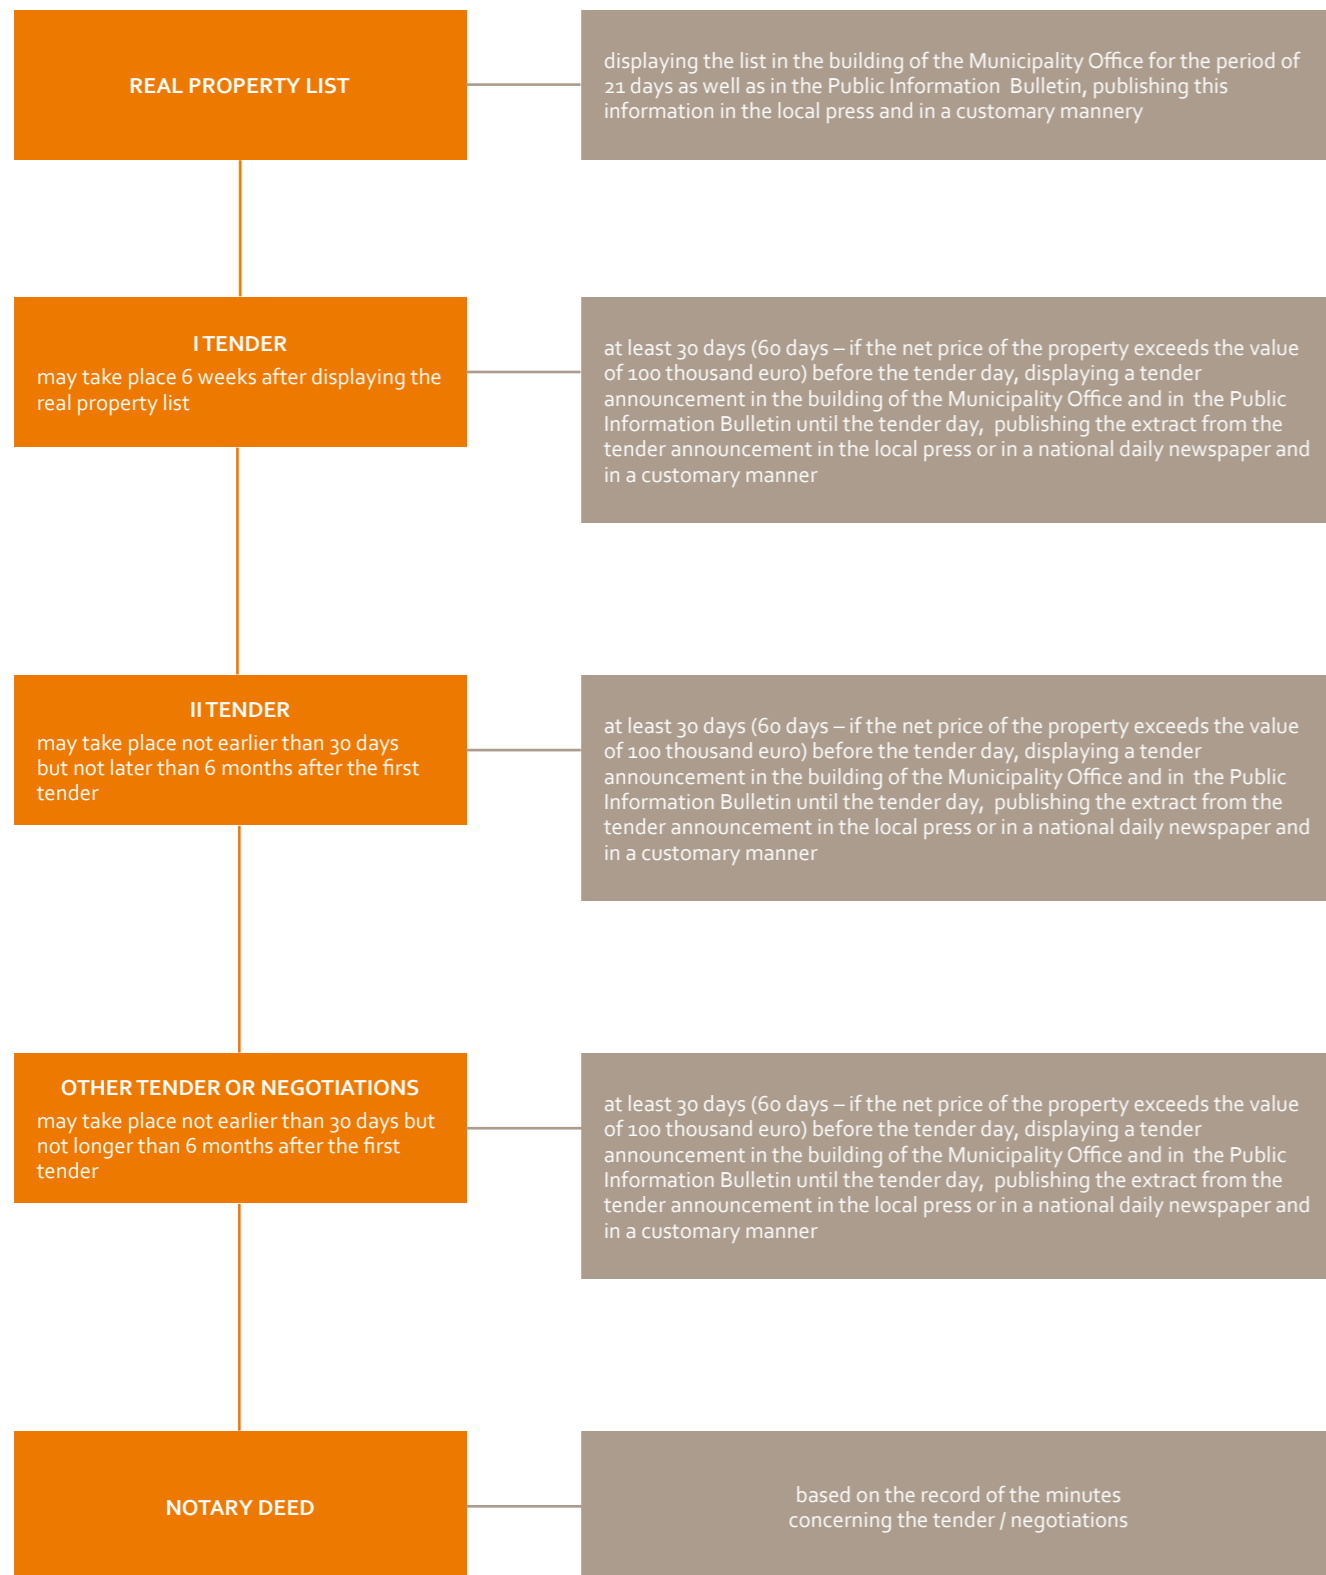 REAL PROPERTY LIST
displaying the list in the building of the Municipality Office for the period of
21 days as well as in the Public Information Bulletin, publishing this
information in the local press and in a customary mannery
I TENDER
may take place 6 weeks after displaying the
real property list
at least 30 days (60 days – if the net price of the property exceeds the value
of 100 thousand euro) before the tender day, displaying a tender
announcement in the building of the Municipality Office and in the Public
Information Bulletin until the tender day, publishing the extract from the
tender announcement in the local press or in a national daily newspaper and
in a customary manner
II TENDER
may take place not earlier than 30 days
but not later than 6 months after the first
tender
at least 30 days (60 days – if the net price of the property exceeds the value
of 100 thousand euro) before the tender day, displaying a tender
announcement in the building of the Municipality Office and in the Public
Information Bulletin until the tender day, publishing the extract from the
tender announcement in the local press or in a national daily newspaper and
in a customary manner
OTHER TENDER OR NEGOTIATIONS
may take place not earlier than 30 days but
not longer than 6 months after the first
tender
at least 30 days (60 days – if the net price of the property exceeds the value
of 100 thousand euro) before the tender day, displaying a tender
announcement in the building of the Municipality Office and in the Public
Information Bulletin until the tender day, publishing the extract from the
tender announcement in the local press or in a national daily newspaper and
in a customary manner
NOTARY DEED
based on the record of the minutes
concerning the tender / negotiations